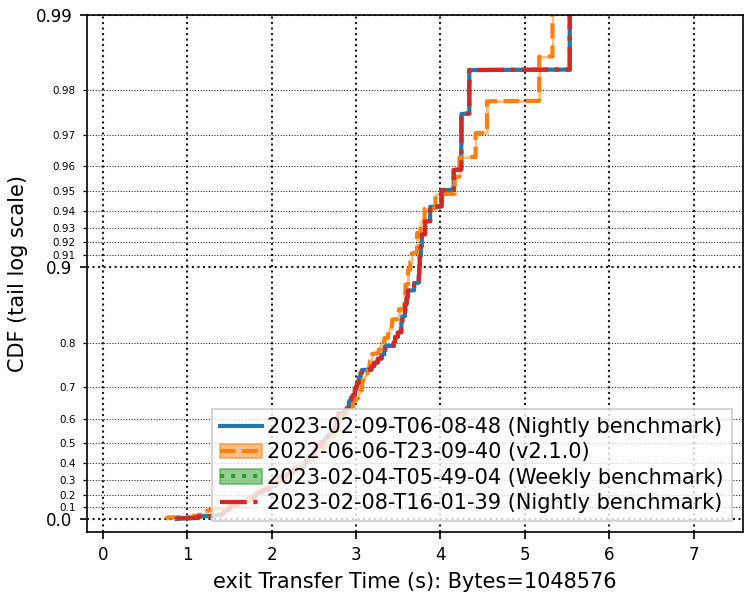 CDF (tail log scale)
0.99
0.98
0.97
0.96
0.95
0.94
0.93
0.92
0.91
0.9
0.8
0.7
0.6
0.5
0.4
0.3
0.2
0.1
0.0
2023-02-09-T06-08-48 (Nightly benchmark)
2022-06-06-T23-09-40 (v2.1.0)
2023-02-04-T05-49-04 (Weekly benchmark)
2023-02-08-T16-01-39 (Nightly benchmark)
0 1 2 3 4 5 6 7
exit Transfer Time (s): Bytes=1048576